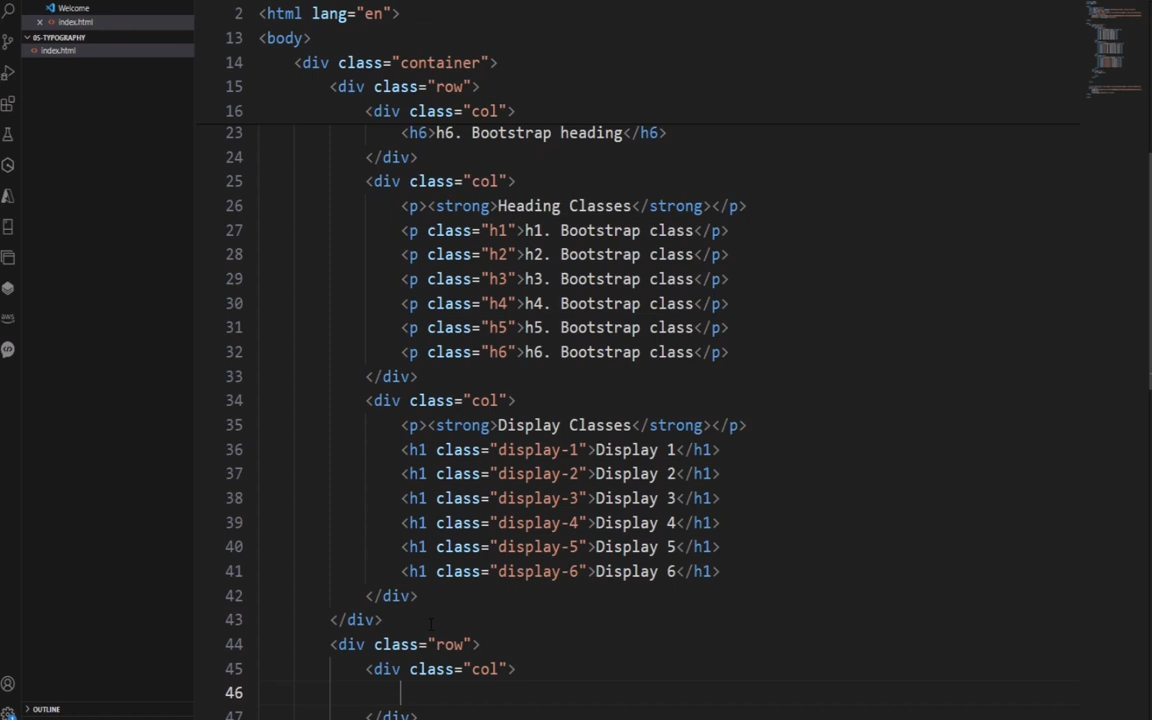 Welcome
index.html
05-TYPOGRAPHY
index.html
aws
OUTLINE
2 <html lang="en">
13 <body>
14 <div class="container">
15 <div class="row">
16 <div class="col">
23 <h6>h6. Bootstrap heading</h6>
24 </div>
25 <div class="col">
26 <p><strong>Heading Classes</strong></p>
27 <p class="h1">h1. Bootstrap class</p>
28 <p class="h2">h2. Bootstrap class</p>
29 <p class="h3">h3. Bootstrap class</p>
30 <p class="h4">h4. Bootstrap class</p>
31 <p class="h5">h5. Bootstrap class</p>
32 <p class="h6">h6. Bootstrap class</p>
33 </div>
34 <div class="col">
35 <p><strong>Display Classes</strong></p>
36 <h1 class="display-1">Display 1</h1>
37 <h1 class="display-2">Display 2</h1>
38 <h1 class="display-3">Display 3</h1>
39 <h1 class="display-4">Display 4</h1>
40 <h1 class="display-5">Display 5</h1>
41 <h1 class="display-6">Display 6</h1>
42 </div>
43 </div>
44 <div class="row">
45 <div class="col">
46
47 </div>